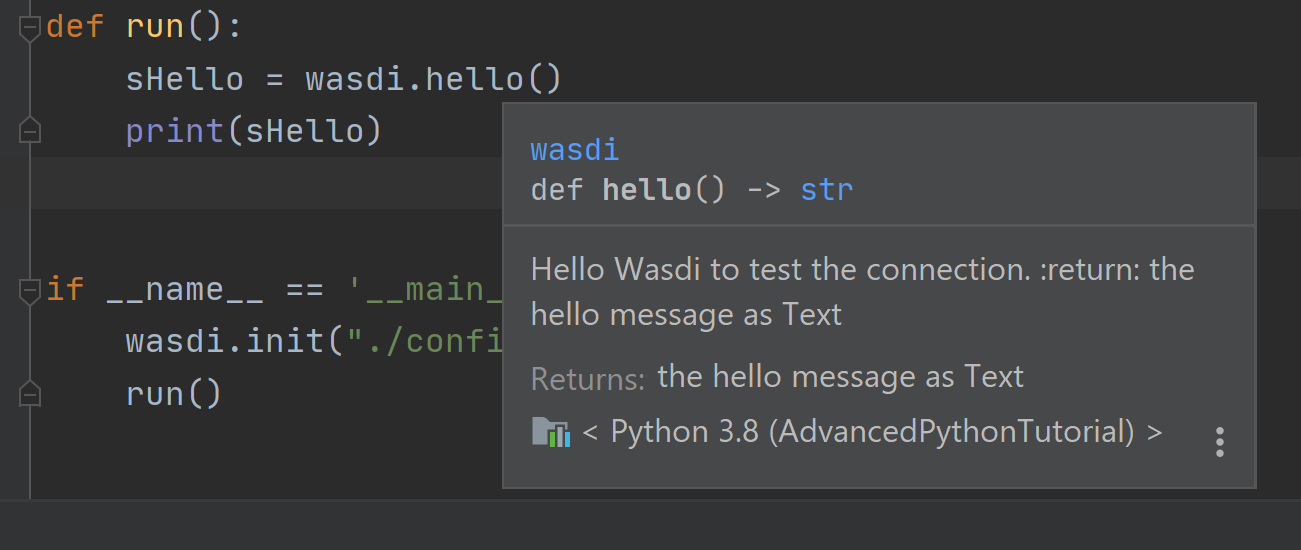 def run():
    sHello = wasdi.hello()
    print(sHello)
wasdi
def hello() -> str
Hello Wasdi to test the connection. :return: the
hello message as Text
Returns: the hello message as Text
< Python 3.8 (AdvancedPythonTutorial) >
if __name__ == '__main_
    wasdi.init("./confi
    run()